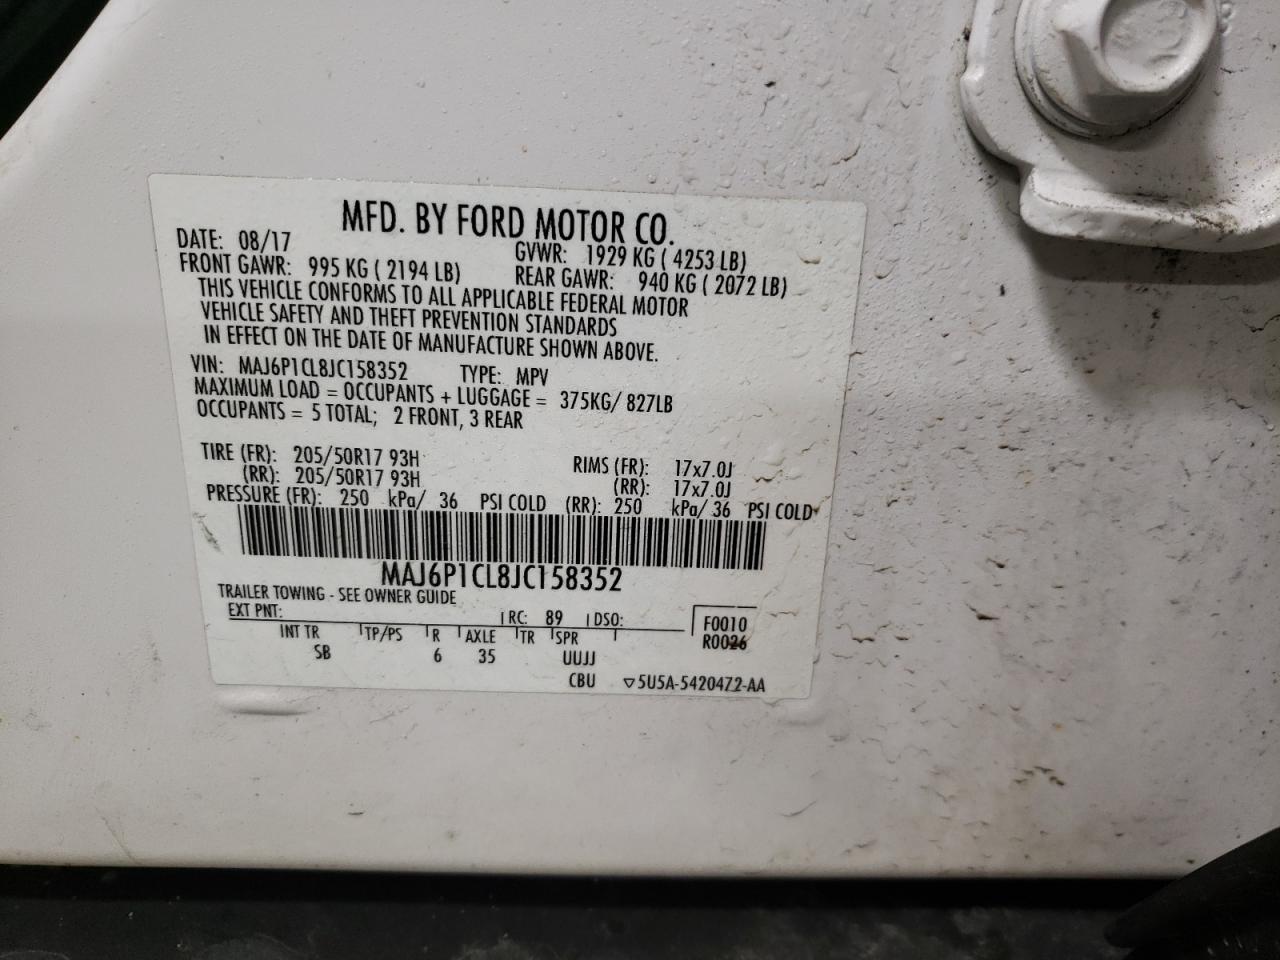 MFD. BY FORD MOTOR CO.
DATE: 08/17 GVWR: 1929 KG ( 4253 LB)
FRONT GAWR: 995 KG ( 2194 LB) REAR GAWR: 940 KG ( 2072 LB)
THIS VEHICLE CONFORMS TO ALL APPLICABLE FEDERAL MOTOR
VEHICLE SAFETY AND THEFT PREVENTION STANDARDS
IN EFFECT ON THE DATE OF MANUFACTURE SHOWN ABOVE.
VIN: MAJ6P1CL8JC158352 TYPE: MPV
MAXIMUM LOAD = OCCUPANTS + LUGGAGE = 375KG/ 827LB
OCCUPANTS = 5 TOTAL; 2 FRONT, 3 REAR
TIRE (FR): 205/50R17 93H RIMS (FR): 17x7.0J
(RR): 205/50R17 93H (RR): 17x7.0J
PRESSURE (FR): 250 kPa/ 36 PSI COLD (RR): 250 kPa/ 36 PSI COLD
MAJ6P1CL8JC158352
TRAILER TOWING - SEE OWNER GUIDE
EXT PNT: RC: 89 DSO: F0010
INT TR TP/PS R AXLE TR SPR R0026
SB 6 35 UUJJ
CBU ▽5U5A-5420472-AA